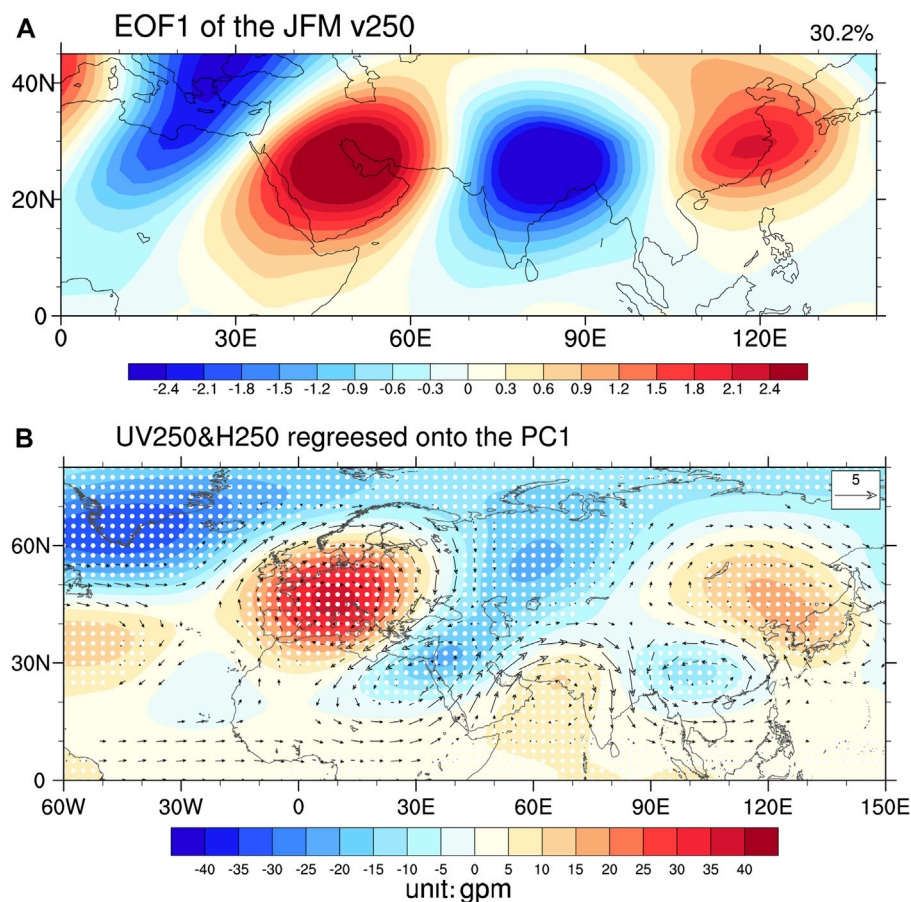 A
EOF1 of the JFM v250
30.2%
40N
20N
0
0 30E 60E 90E 120E
-2.4 -2.1 -1.8 -1.5 -1.2 -0.9 -0.6 -0.3 0 0.3 0.6 0.9 1.2 1.5 1.8 2.1 2.4
B
UV250&H250 regreesed onto the PC1
5
60N
30N
0
60W 30W 0 30E 60E 90E 120E 150E
-40 -35 -30 -25 -20 -15 -10 -5 0 5 10 15 20 25 30 35 40
unit: gpm